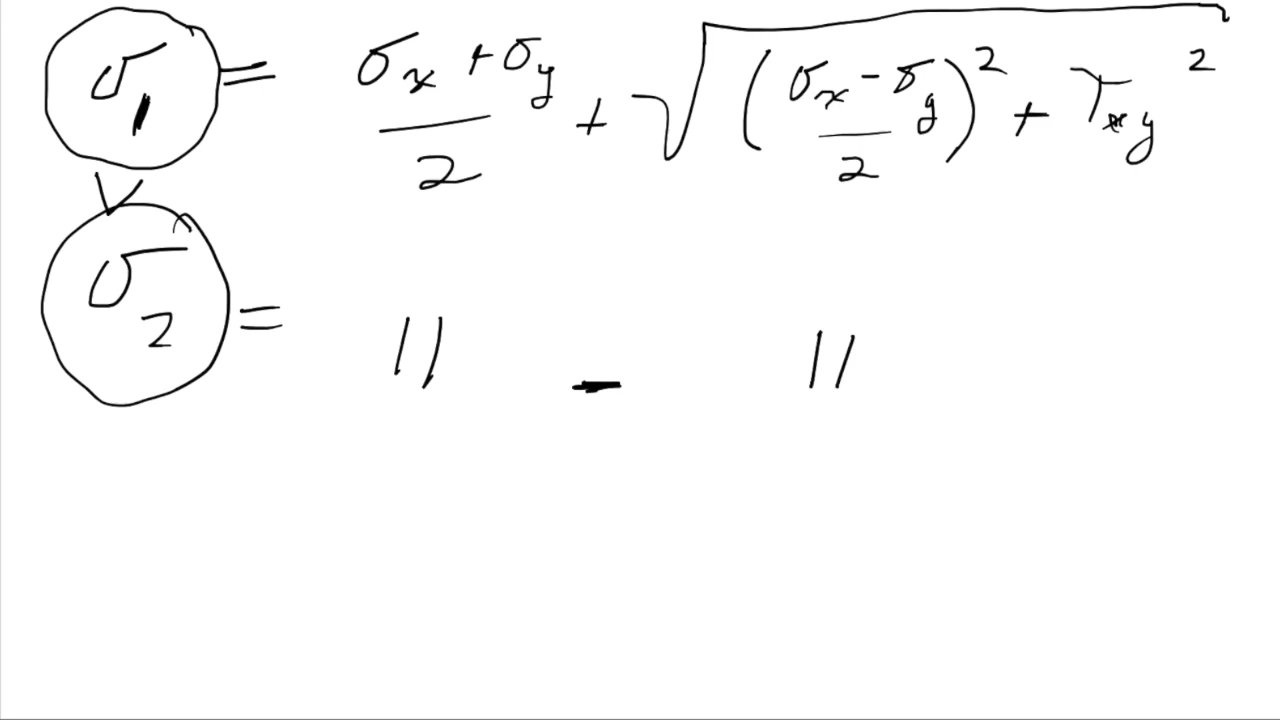 σ₁ = (σx + σy)/2 + √(((σx − σy)/2)² + τxy²)
∨
σ₂ = " − "